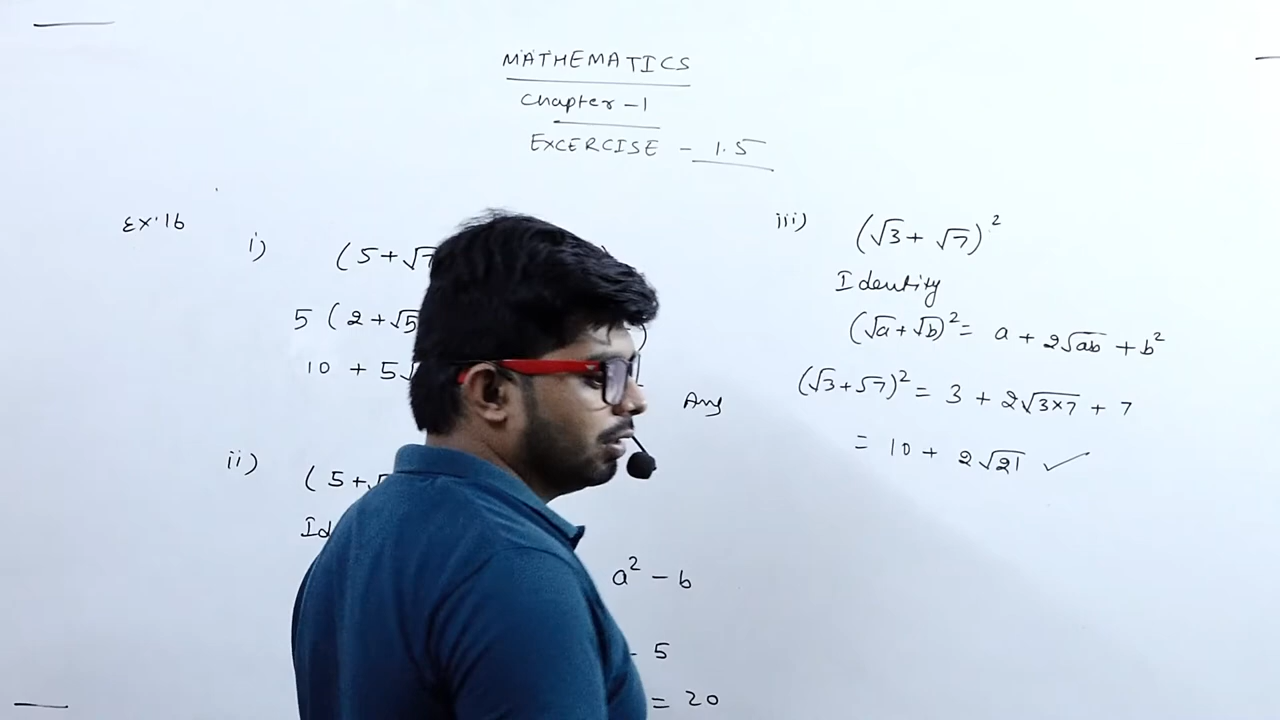 MATHEMATICS
Chapter - 1
EXCERCISE - 1.5
Ex.16
i) (5+√7
5 (2+√5 )
10 + 5√
Ans
ii) (5+√
Id
a² - b
- 5
= 20
iii) (√3 + √7)²
Identity
(√a + √b)² = a + 2√ab + b²
(√3+√7)² = 3 + 2√3×7 + 7
= 10 + 2√21 ✓